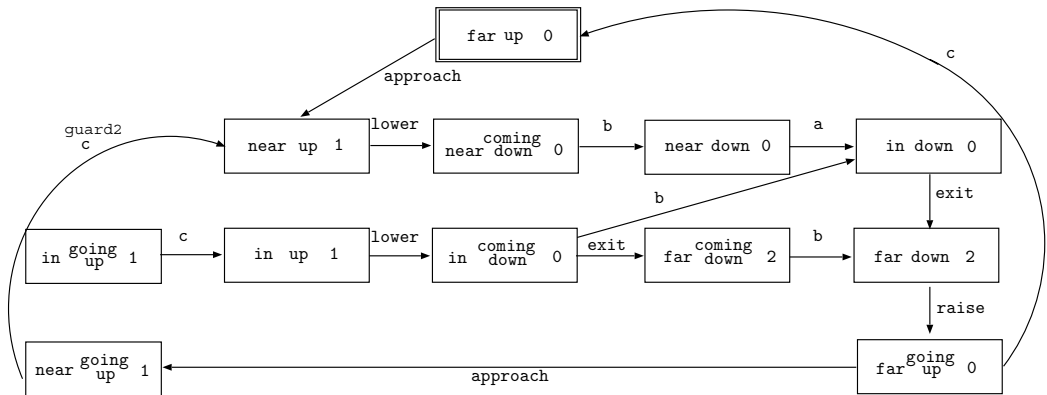 far up 0
c
approach
guard2
c
near up 1
lower
near coming down 0
b
near down 0
a
in down 0
exit
b
in going up 1
c
in up 1
lower
in coming down 0
exit
far coming down 2
b
far down 2
raise
near going up 1
approach
far going up 0
c